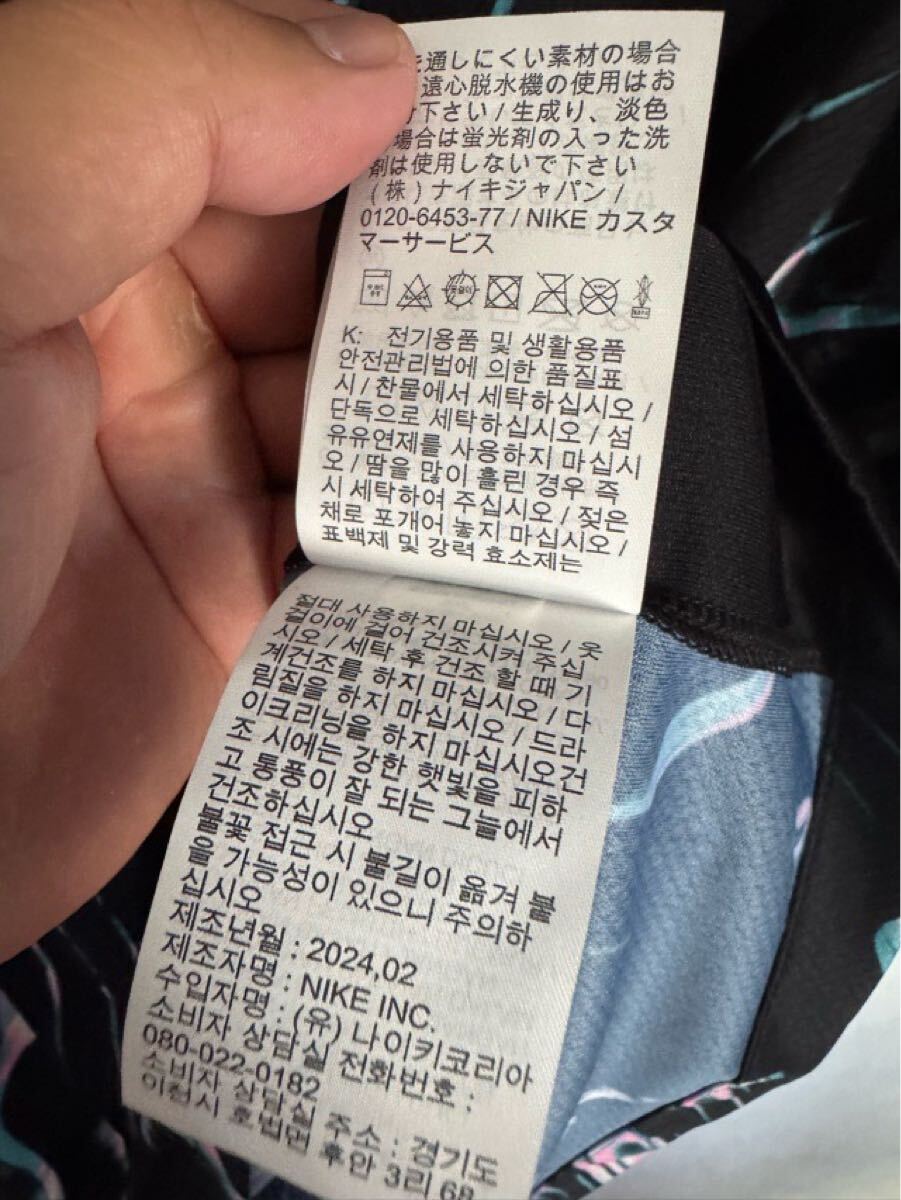 を通しにくい素材の場合
遠心脱水機の使用はお
下さい / 生成り、淡色
場合は蛍光剤の入った洗
剤は使用しないで下さい
(株) ナイキジャパン /
0120-6453-77 / NIKE カスタ
マーサービス
K: 전기용품 및 생활용품
안전관리법에 의한 품질표
시 / 찬물에서 세탁하십시오 /
단독으로 세탁하십시오 / 섬
유유연제를 사용하지 마십시
오 / 땀을 많이 흘린 경우 즉
시 세탁하여 주십시오 / 젖은
채로 포개어 놓지 마십시오 /
표백제 및 강력 효소제는
절대 사용하지 마십시오 / 옷
걸이에 걸어 건조시켜 주십
시오 / 세탁 후 건조 할 때 기
계건조를 하지 마십시오 / 다
림질을 하지 마십시오 / 드라
이크리닝을 하지 마십시오건
조 시에는 강한 햇빛을 피하
고 통풍이 잘 되는 그늘에서
건조하십시오
불꽃 접근 시 불길이 옮겨 붙
을 가능성이 있으니 주의하
십시오
제조년월 : 2024,02
제조자명 : NIKE INC.
수입자명 : (유) 나이키코리아
소비자 상담실 전화번호 :
080-022-0182
소비자 상담실 주소 : 경기도
이천시 호법면 후안 3리 68